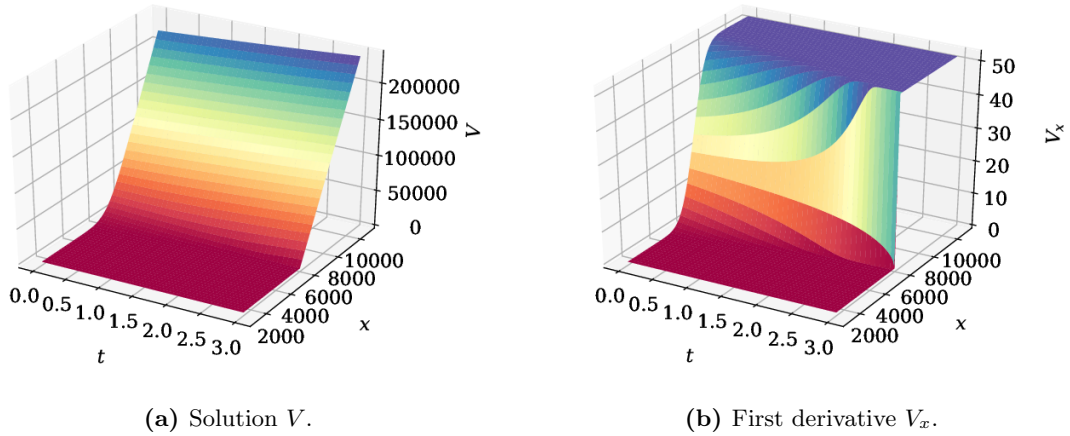 200000
150000
100000
50000
0
V
0.0 0.5 1.0 1.5 2.0 2.5 3.0
t
2000 4000 6000 8000 10000
x
50
40
30
20
10
0
V_x
0.0 0.5 1.0 1.5 2.0 2.5 3.0
t
2000 4000 6000 8000 10000
x
(a) Solution V.
(b) First derivative V_x.